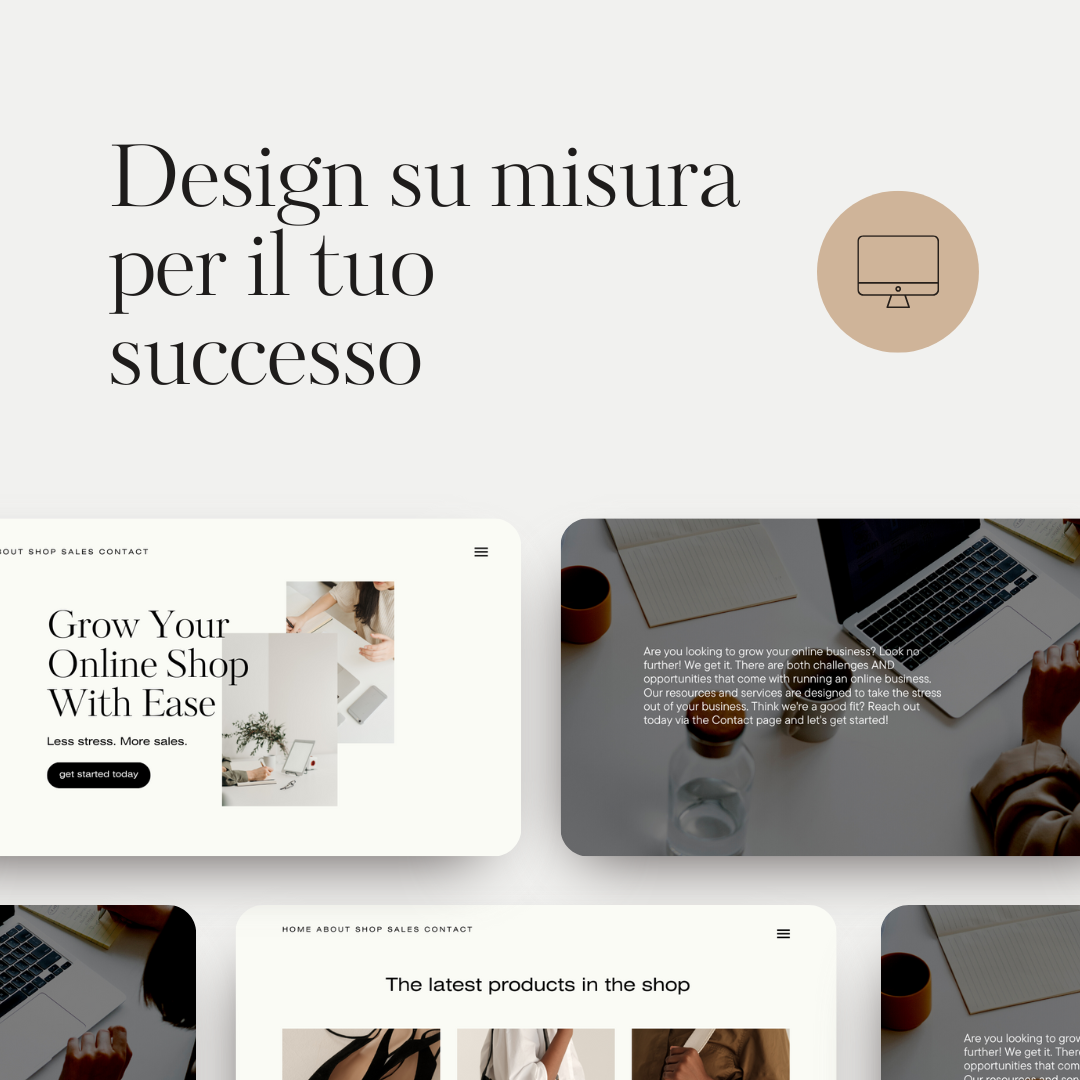 Design su misura
per il tuo
successo
ABOUT SHOP SALES CONTACT
Grow Your
Online Shop
With Ease
Less stress. More sales.
get started today
Are you looking to grow your online business? Look no
further! We get it. There are both challenges AND
opportunities that come with running an online business.
Our resources and services are designed to take the stress
out of your business. Think we're a good fit? Reach out
today via the Contact page and let's get started!
HOME ABOUT SHOP SALES CONTACT
The latest products in the shop
Are you looking to grow
further! We get it. There
opportunities that com
Our resources and serv